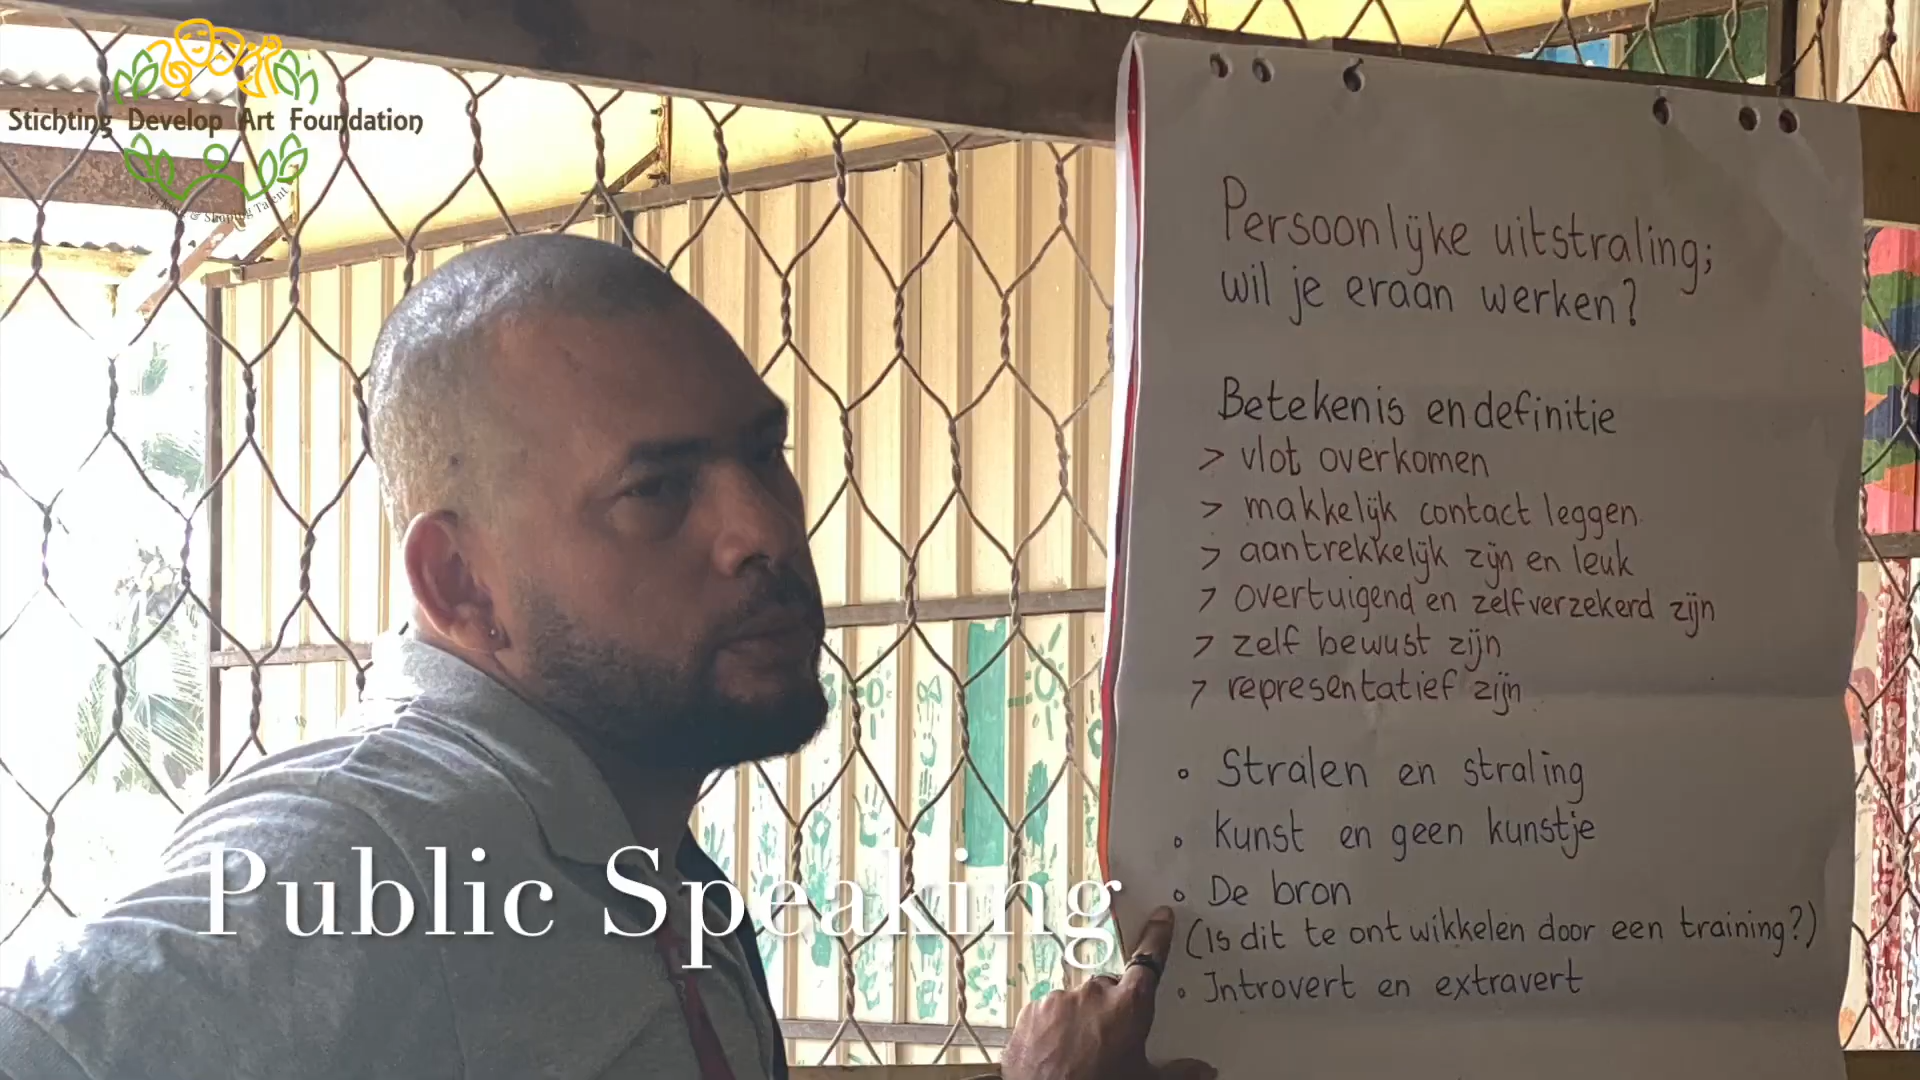 Stichting Develop Art Foundation
& Shaping Talent
Persoonlijke uitstraling;
wil je eraan werken?
Betekenis en definitie
> vlot overkomen
> makkelijk contact leggen
> aantrekkelijk zijn en leuk
> overtuigend en zelfverzekerd zijn
> zelf bewust zijn
> representatief zijn
◦ Stralen en straling
◦ Kunst en geen kunstje
◦ De bron
(Is dit te ontwikkelen door een training?)
◦ Introvert en extravert
Public Speaking